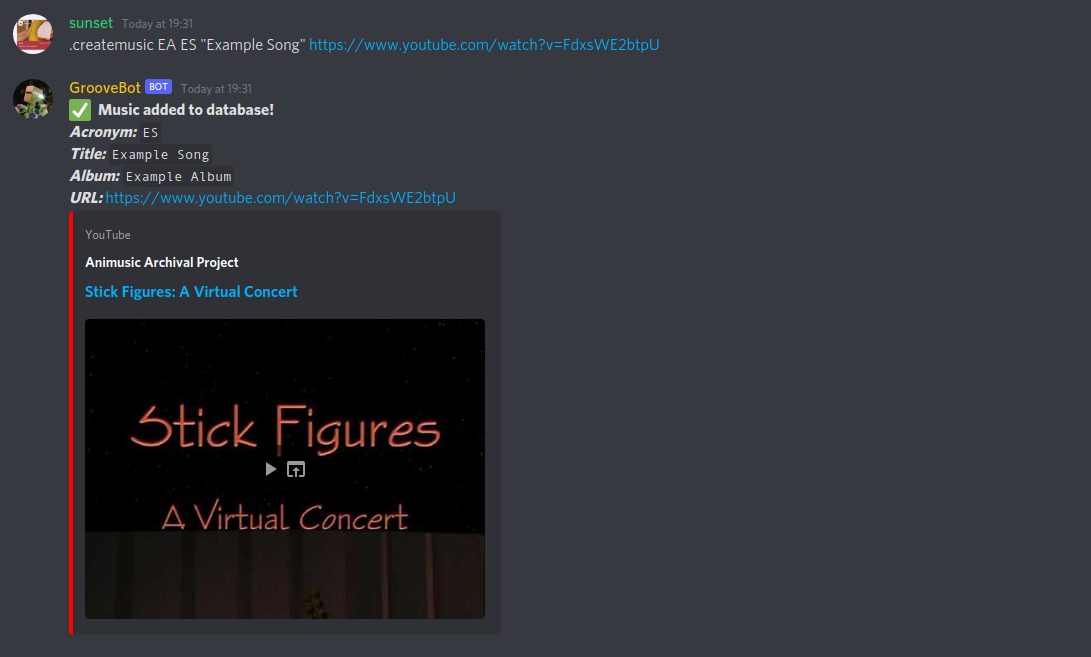 sunset Today at 19:31
.createmusic EA ES "Example Song" https://www.youtube.com/watch?v=FdxsWE2btpU
GrooveBot BOT Today at 19:31
✅ Music added to database!
Acronym: ES
Title: Example Song
Album: Example Album
URL: https://www.youtube.com/watch?v=FdxsWE2btpU
YouTube
Animusic Archival Project
Stick Figures: A Virtual Concert
Stick Figures
A Virtual Concert